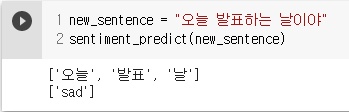 1 new_sentence = "오늘 발표하는 날이야"
2 sentiment_predict(new_sentence)
['오늘', '발표', '날']
['sad']